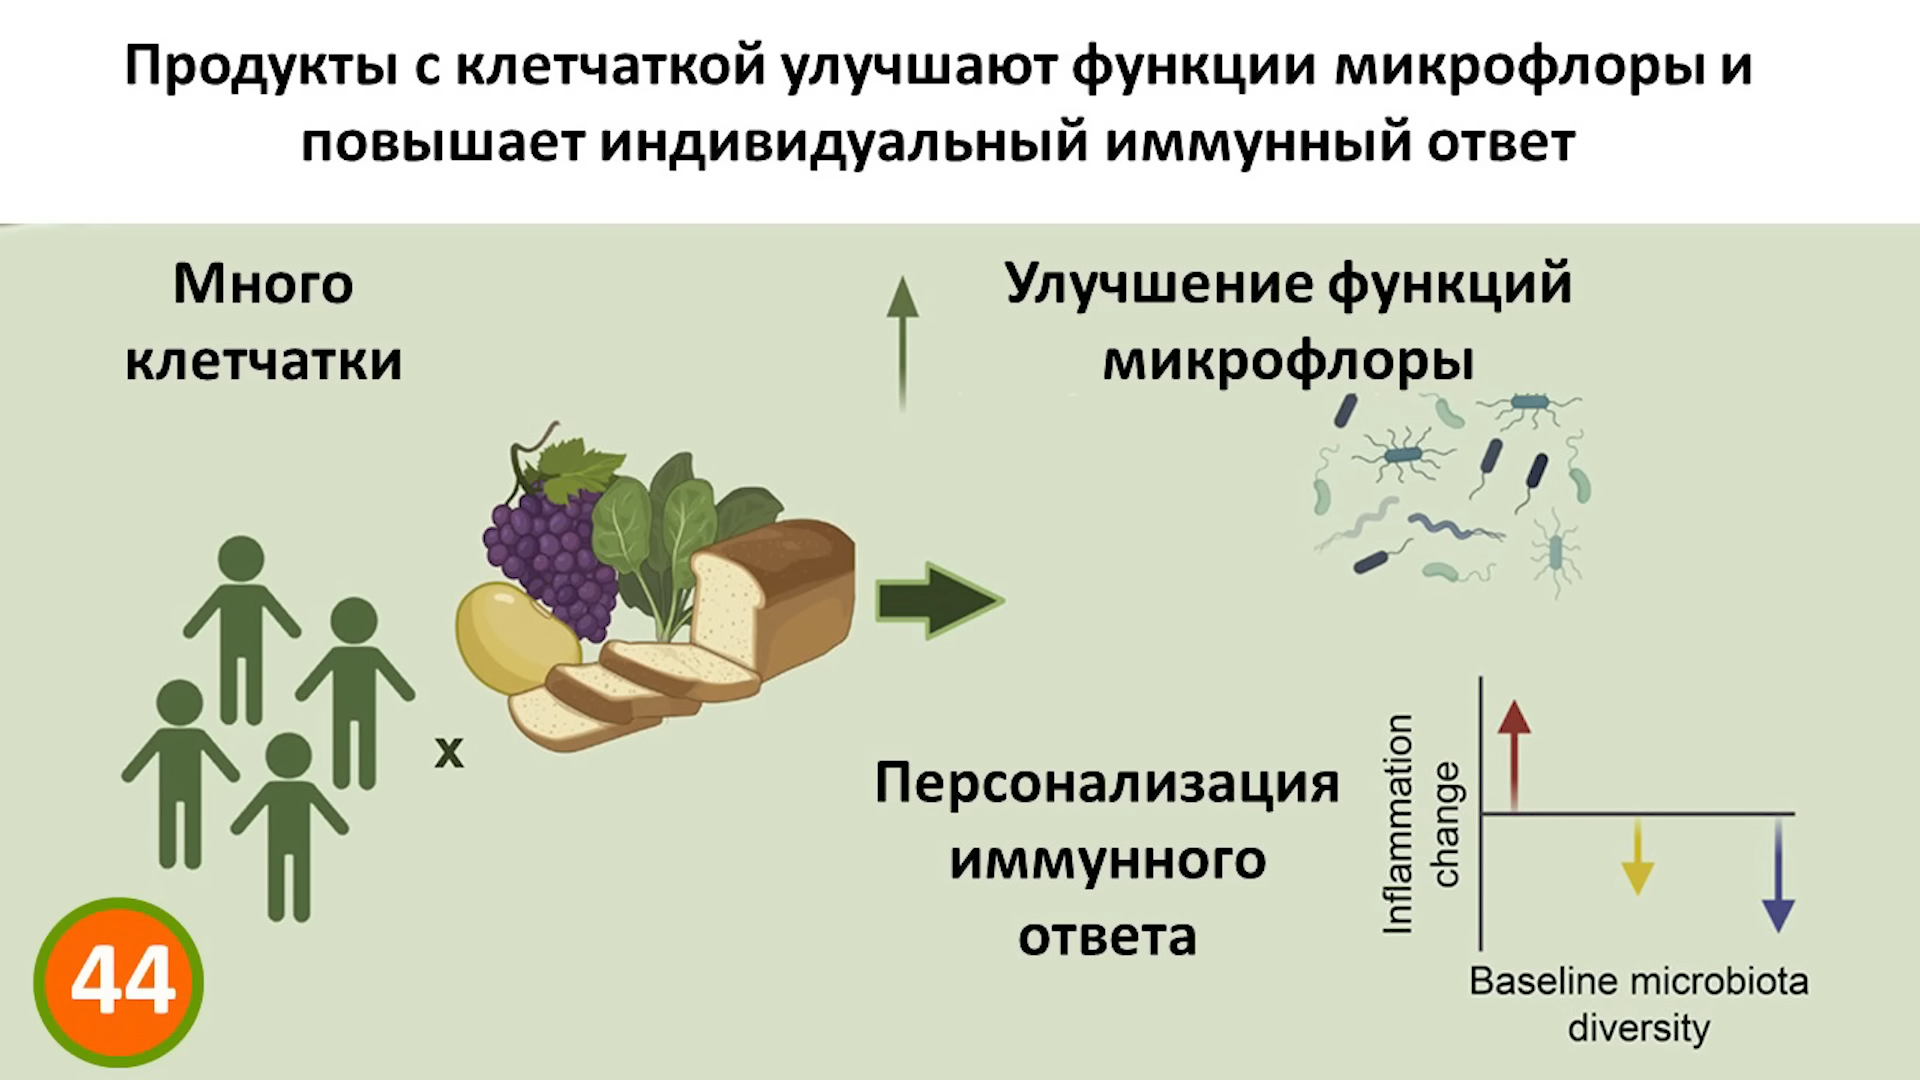 Продукты с клетчаткой улучшают функции микрофлоры и
повышает индивидуальный иммунный ответ
Много
клетчатки
Улучшение функций
микрофлоры
x
Персонализация
иммунного
ответа
Inflammation
change
Baseline microbiota
diversity
44